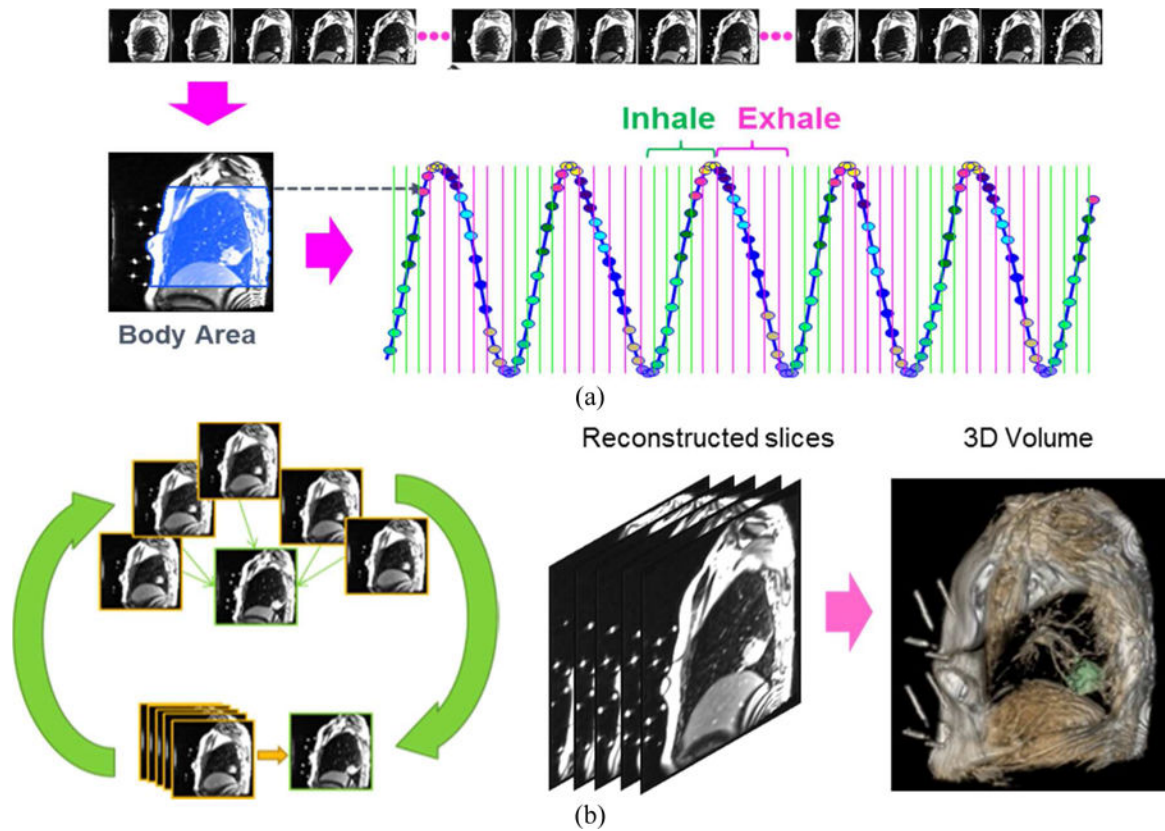 Inhale Exhale
Body Area
(a)
Reconstructed slices
3D Volume
(b)